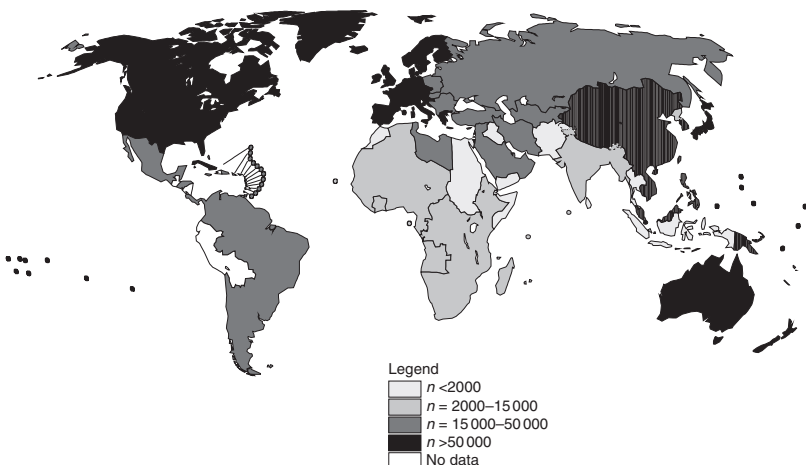 Legend
n <2000
n = 2000–15 000
n = 15 000–50 000
n >50 000
No data